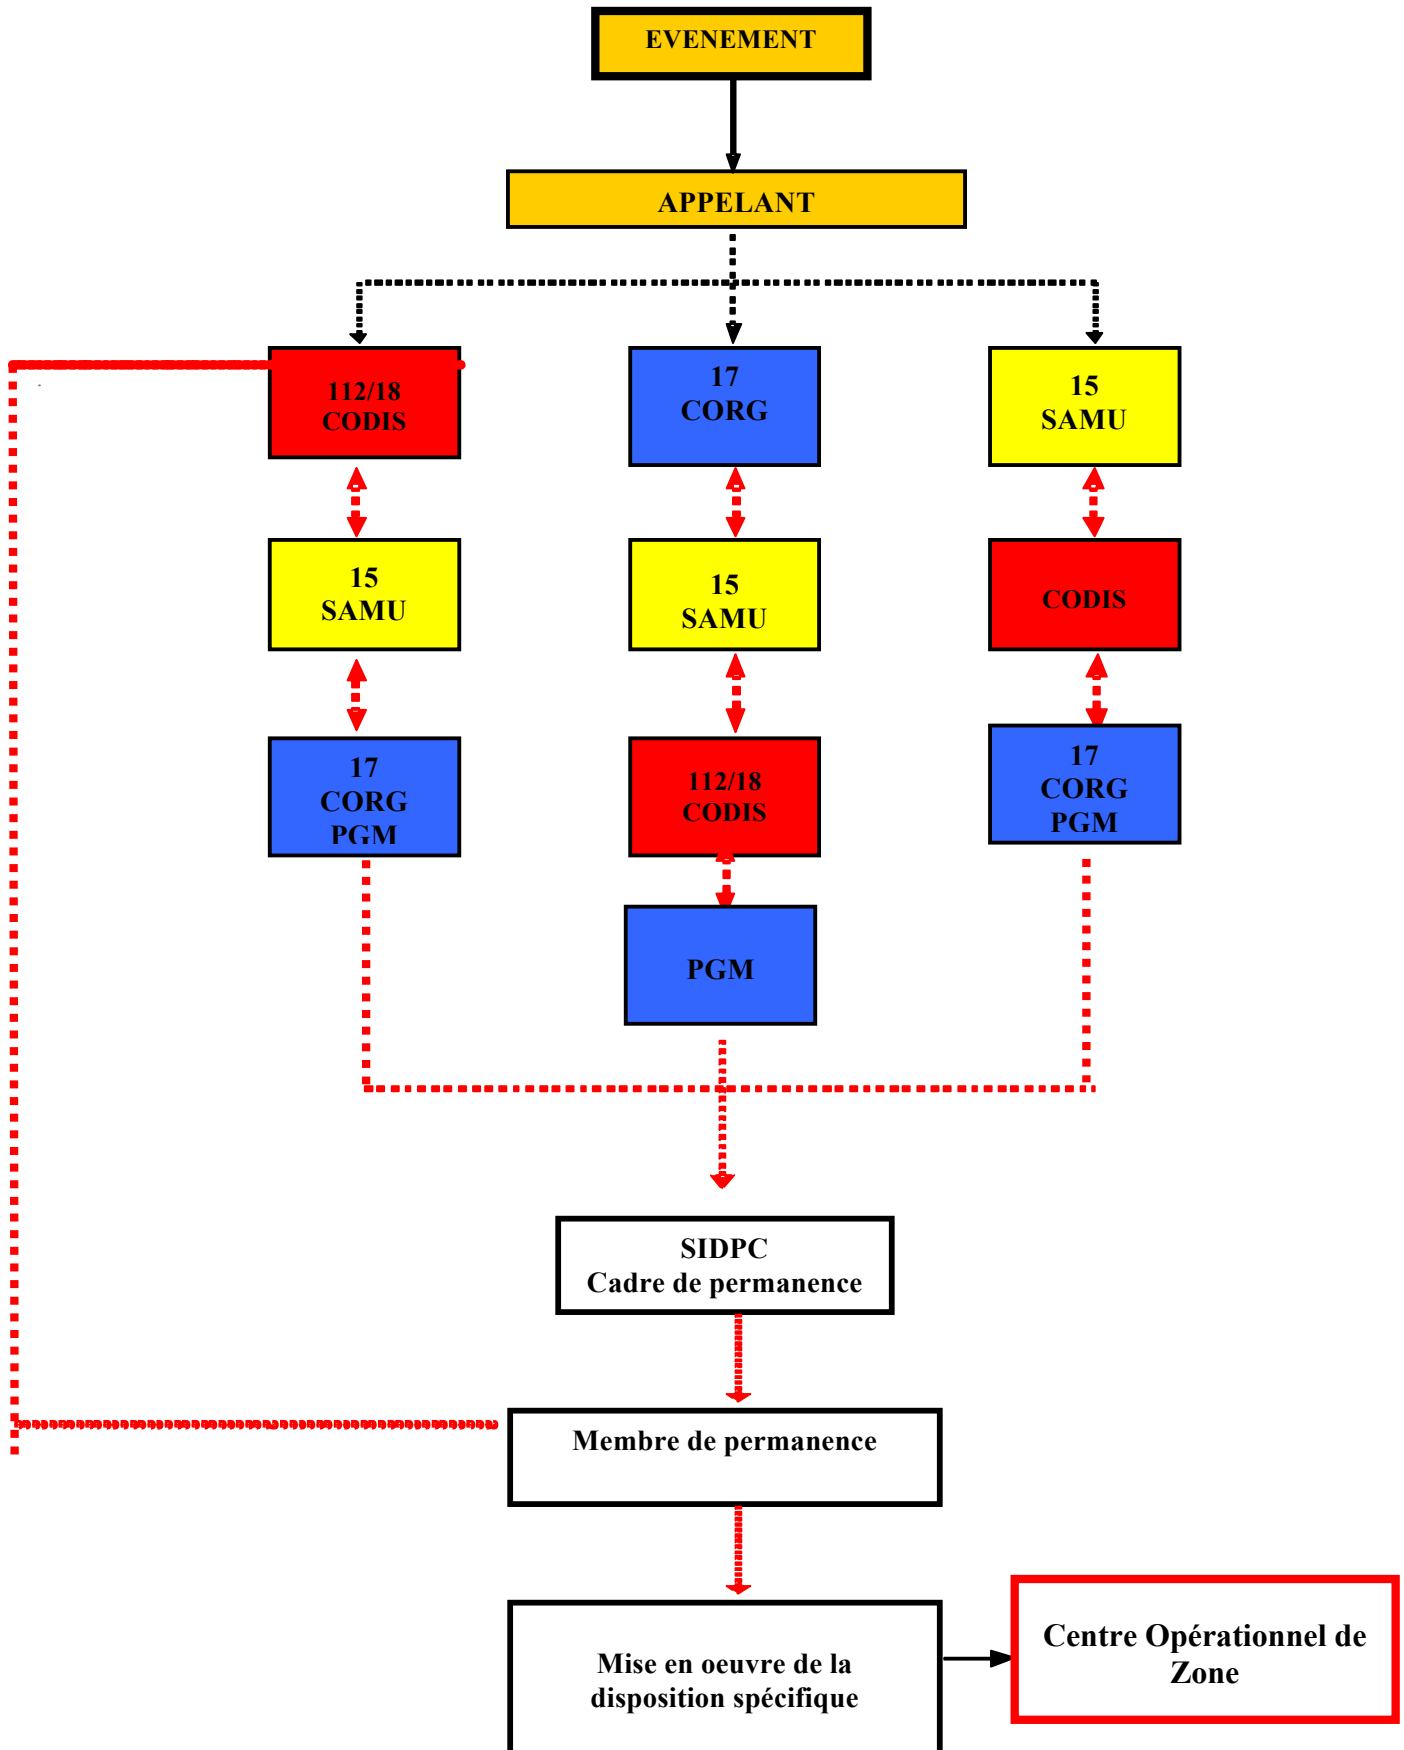 EVENEMENT
APPELANT
112/18
CODIS
17
CORG
15
SAMU
15
SAMU
15
SAMU
CODIS
17
CORG
PGM
112/18
CODIS
17
CORG
PGM
PGM
SIDPC
Cadre de permanence
Membre de permanence
Mise en oeuvre de la
disposition spécifique
Centre Opérationnel de
Zone